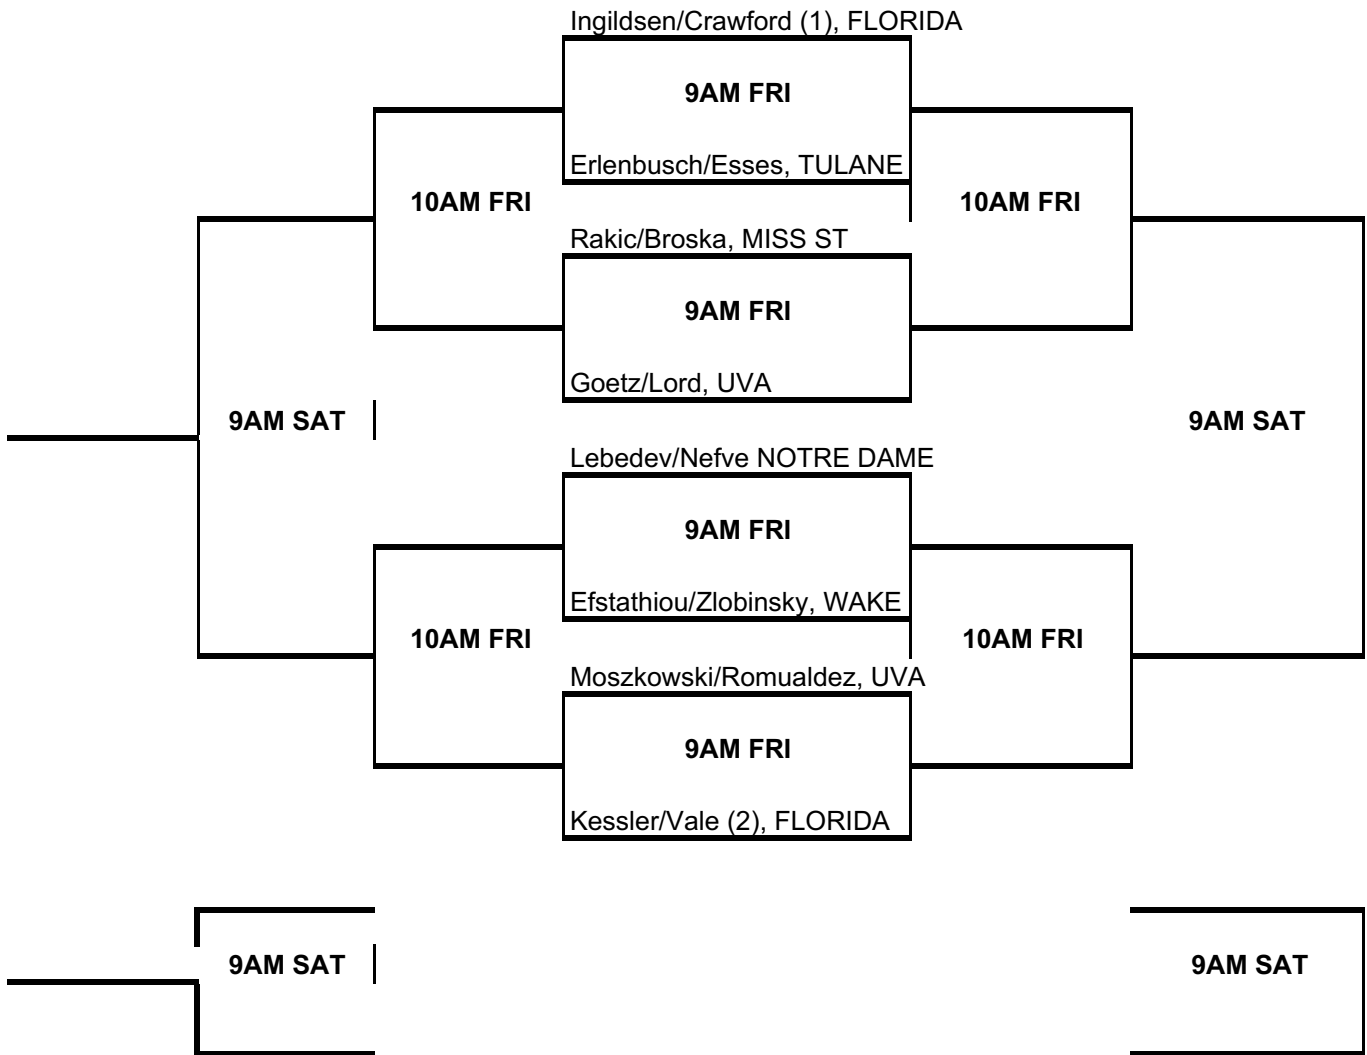 Ingildsen/Crawford (1), FLORIDA
9AM FRI
Erlenbusch/Esses, TULANE
10AM FRI
10AM FRI
Rakic/Broska, MISS ST
9AM FRI
Goetz/Lord, UVA
9AM SAT
9AM SAT
Lebedev/Nefve NOTRE DAME
9AM FRI
Efstathiou/Zlobinsky, WAKE
10AM FRI
10AM FRI
Moszkowski/Romualdez, UVA
9AM FRI
Kessler/Vale (2), FLORIDA
9AM SAT
9AM SAT